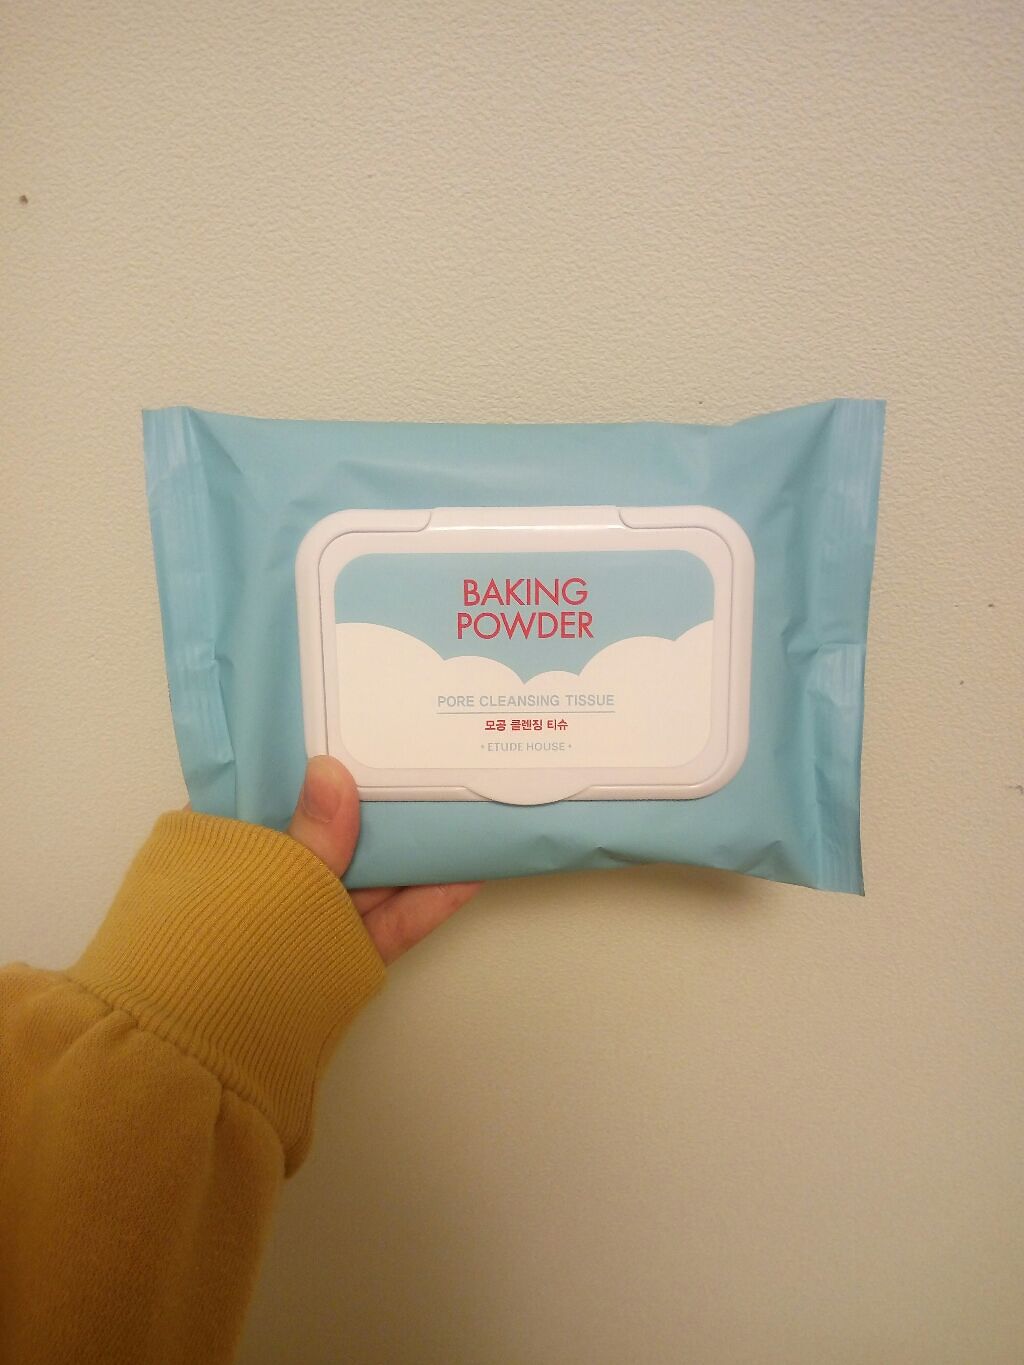 BAKING
POWDER
PORE CLEANSING TISSUE
모공 클렌징 티슈
• ETUDE HOUSE •